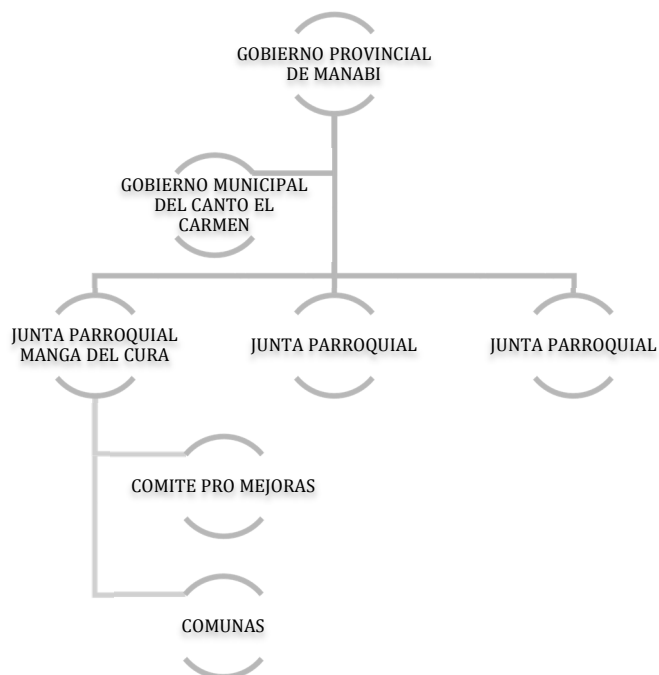 GOBIERNO PROVINCIAL
DE MANABI
GOBIERNO MUNICIPAL
DEL CANTO EL
CARMEN
JUNTA PARROQUIAL
MANGA DEL CURA
JUNTA PARROQUIAL
JUNTA PARROQUIAL
COMITE PRO MEJORAS
COMUNAS